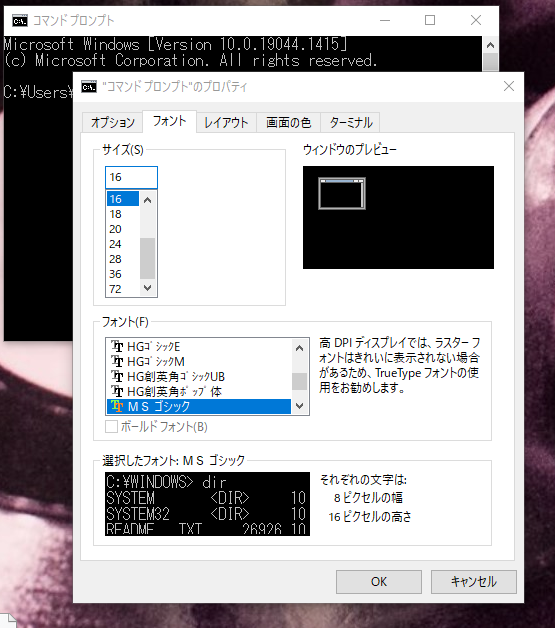 コマンド プロンプト
Microsoft Windows [Version 10.0.19044.1415]
(c) Microsoft Corporation. All rights reserved.
C:¥Users¥
"コマンド プロンプト"のプロパティ
オプション フォント レイアウト 画面の色 ターミナル
サイズ(S)
16
16
18
20
24
28
36
72
ウィンドウのプレビュー
フォント(F)
HGｺﾞｼｯｸE
HGｺﾞｼｯｸM
HG創英角ｺﾞｼｯｸUB
HG創英角ﾎﾟｯﾌﾟ体
ＭＳ ゴシック
ボールド フォント(B)
高 DPI ディスプレイでは、ラスター フ
ォントはきれいに表示されない場合
があるため、TrueType フォントの使
用をお勧めします。
選択したフォント: ＭＳ ゴシック
C:¥WINDOWS> dir
SYSTEM <DIR> 10
SYSTEM32 <DIR> 10
README TXT 26926 10
それぞれの文字は:
8 ピクセルの幅
16 ピクセルの高さ
OK キャンセル